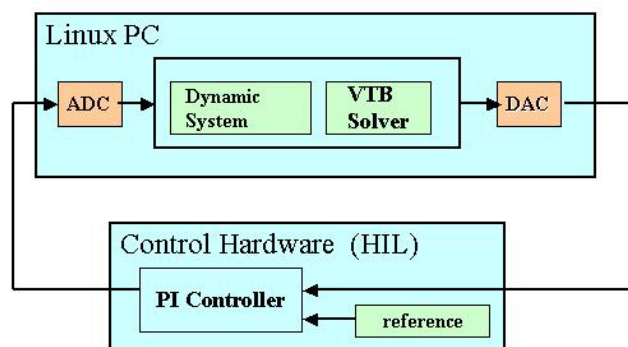 Linux PC
ADC
Dynamic
System
VTB
Solver
DAC
Control Hardware (HIL)
PI Controller
reference